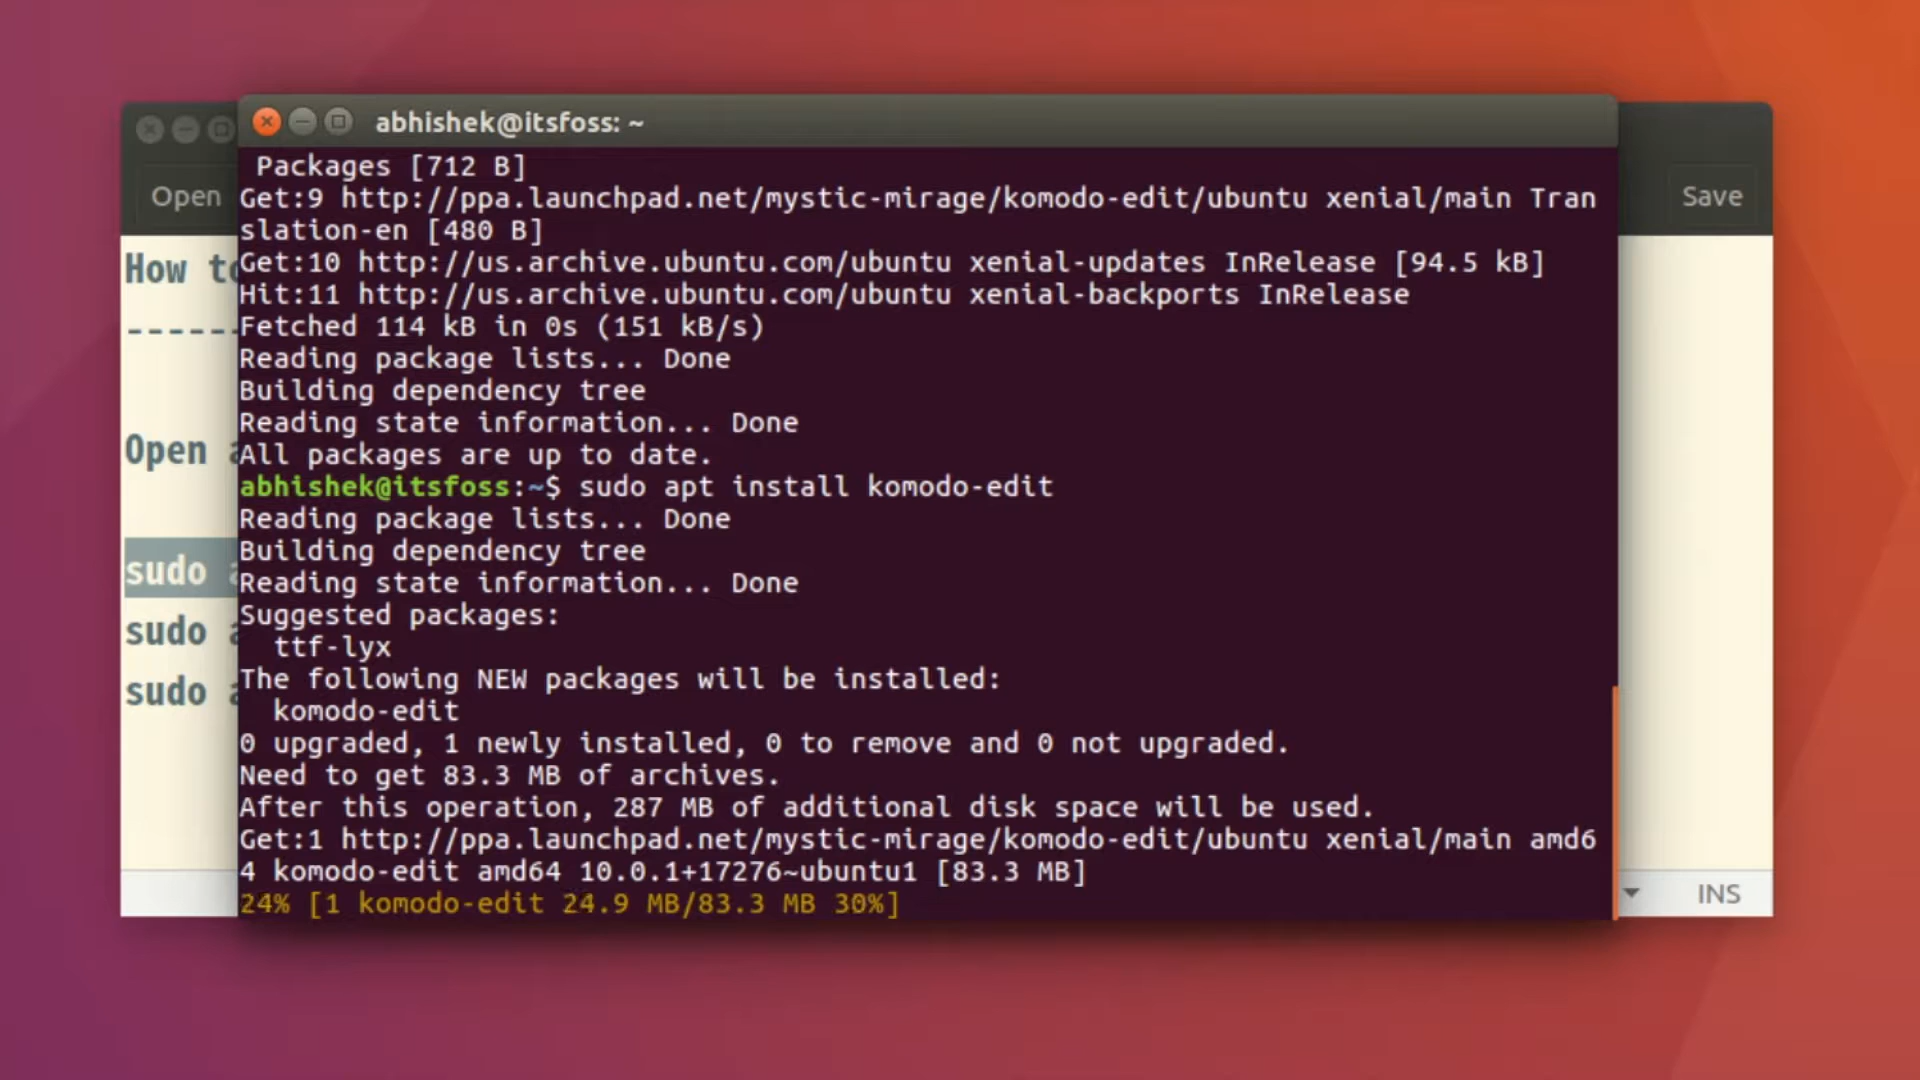 abhishek@itsfoss: ~
Open
Save
How to
------
Open a
sudo a
sudo a
sudo a
INS
Packages [712 B]
Get:9 http://ppa.launchpad.net/mystic-mirage/komodo-edit/ubuntu xenial/main Tran
slation-en [480 B]
Get:10 http://us.archive.ubuntu.com/ubuntu xenial-updates InRelease [94.5 kB]
Hit:11 http://us.archive.ubuntu.com/ubuntu xenial-backports InRelease
Fetched 114 kB in 0s (151 kB/s)
Reading package lists... Done
Building dependency tree
Reading state information... Done
All packages are up to date.
abhishek@itsfoss:~$ sudo apt install komodo-edit
Reading package lists... Done
Building dependency tree
Reading state information... Done
Suggested packages:
ttf-lyx
The following NEW packages will be installed:
komodo-edit
0 upgraded, 1 newly installed, 0 to remove and 0 not upgraded.
Need to get 83.3 MB of archives.
After this operation, 287 MB of additional disk space will be used.
Get:1 http://ppa.launchpad.net/mystic-mirage/komodo-edit/ubuntu xenial/main amd6
4 komodo-edit amd64 10.0.1+17276~ubuntu1 [83.3 MB]
24% [1 komodo-edit 24.9 MB/83.3 MB 30%]